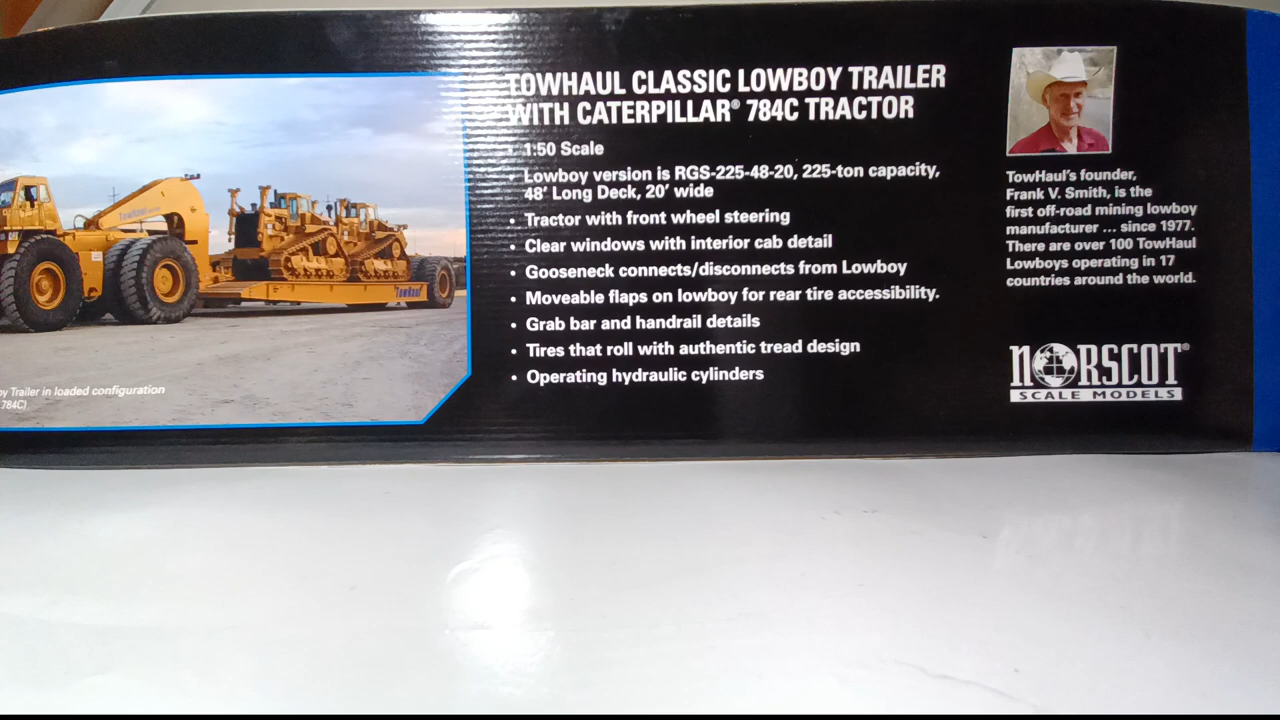 TOWHAUL CLASSIC LOWBOY TRAILER
WITH CATERPILLAR® 784C TRACTOR
• 1:50 Scale
• Lowboy version is RGS-225-48-20, 225-ton capacity,
48' Long Deck, 20' wide
• Tractor with front wheel steering
• Clear windows with interior cab detail
• Gooseneck connects/disconnects from Lowboy
• Moveable flaps on lowboy for rear tire accessibility.
• Grab bar and handrail details
• Tires that roll with authentic tread design
• Operating hydraulic cylinders
TowHaul's founder,
Frank V. Smith, is the
first off-road mining lowboy
manufacturer ... since 1977.
There are over 100 TowHaul
Lowboys operating in 17
countries around the world.
NORSCOT®
SCALE MODELS
TowHaul
CAT
TowHaul
Trailer in loaded configuration
784C)